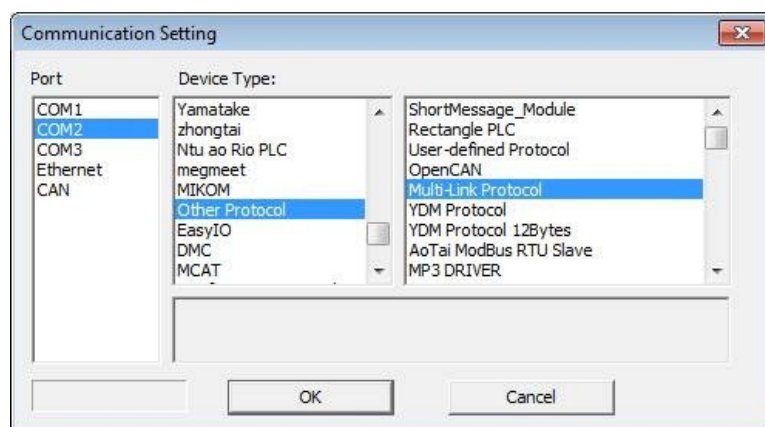 Communication Setting
Port
Device Type:
COM1
COM2
COM3
Ethernet
CAN
Yamatake
zhongtai
Ntu ao Rio PLC
megmeet
MIKOM
Other Protocol
EasyIO
DMC
MCAT
ShortMessage_Module
Rectangle PLC
User-defined Protocol
OpenCAN
Multi-Link Protocol
YDM Protocol
YDM Protocol 12Bytes
AoTai ModBus RTU Slave
MP3 DRIVER
OK
Cancel